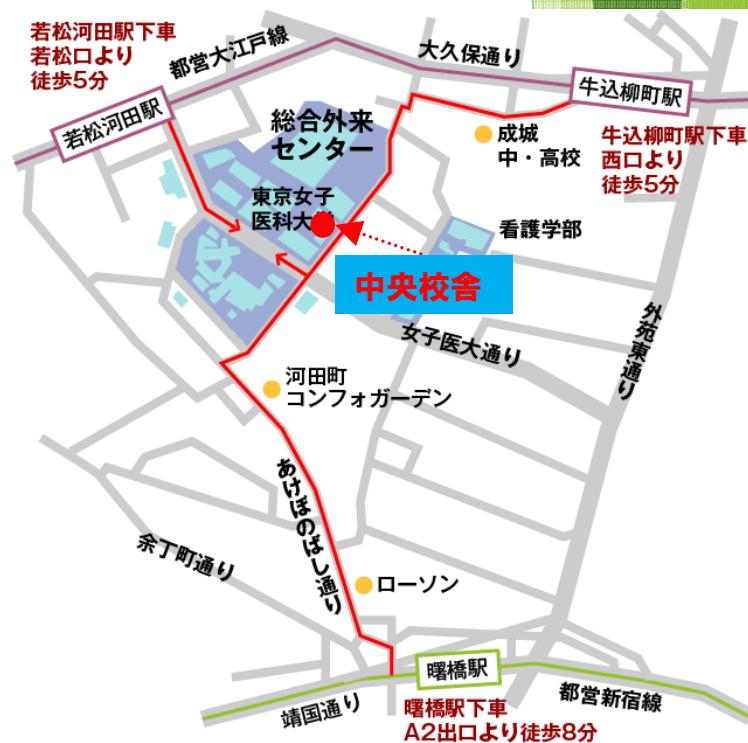 若松河田駅下車
若松口より
徒歩5分
都営大江戸線
大久保通り
若松河田駅
牛込柳町駅
総合外来
センター
成城
中・高校
牛込柳町駅下車
西口より
徒歩5分
東京女子
医科大学
看護学部
中央校舎
外苑東通り
女子医大通り
河田町
コンフォガーデン
あけぼのばし通り
余丁町通り
ローソン
曙橋駅
都営新宿線
靖国通り
曙橋駅下車
A2出口より徒歩8分